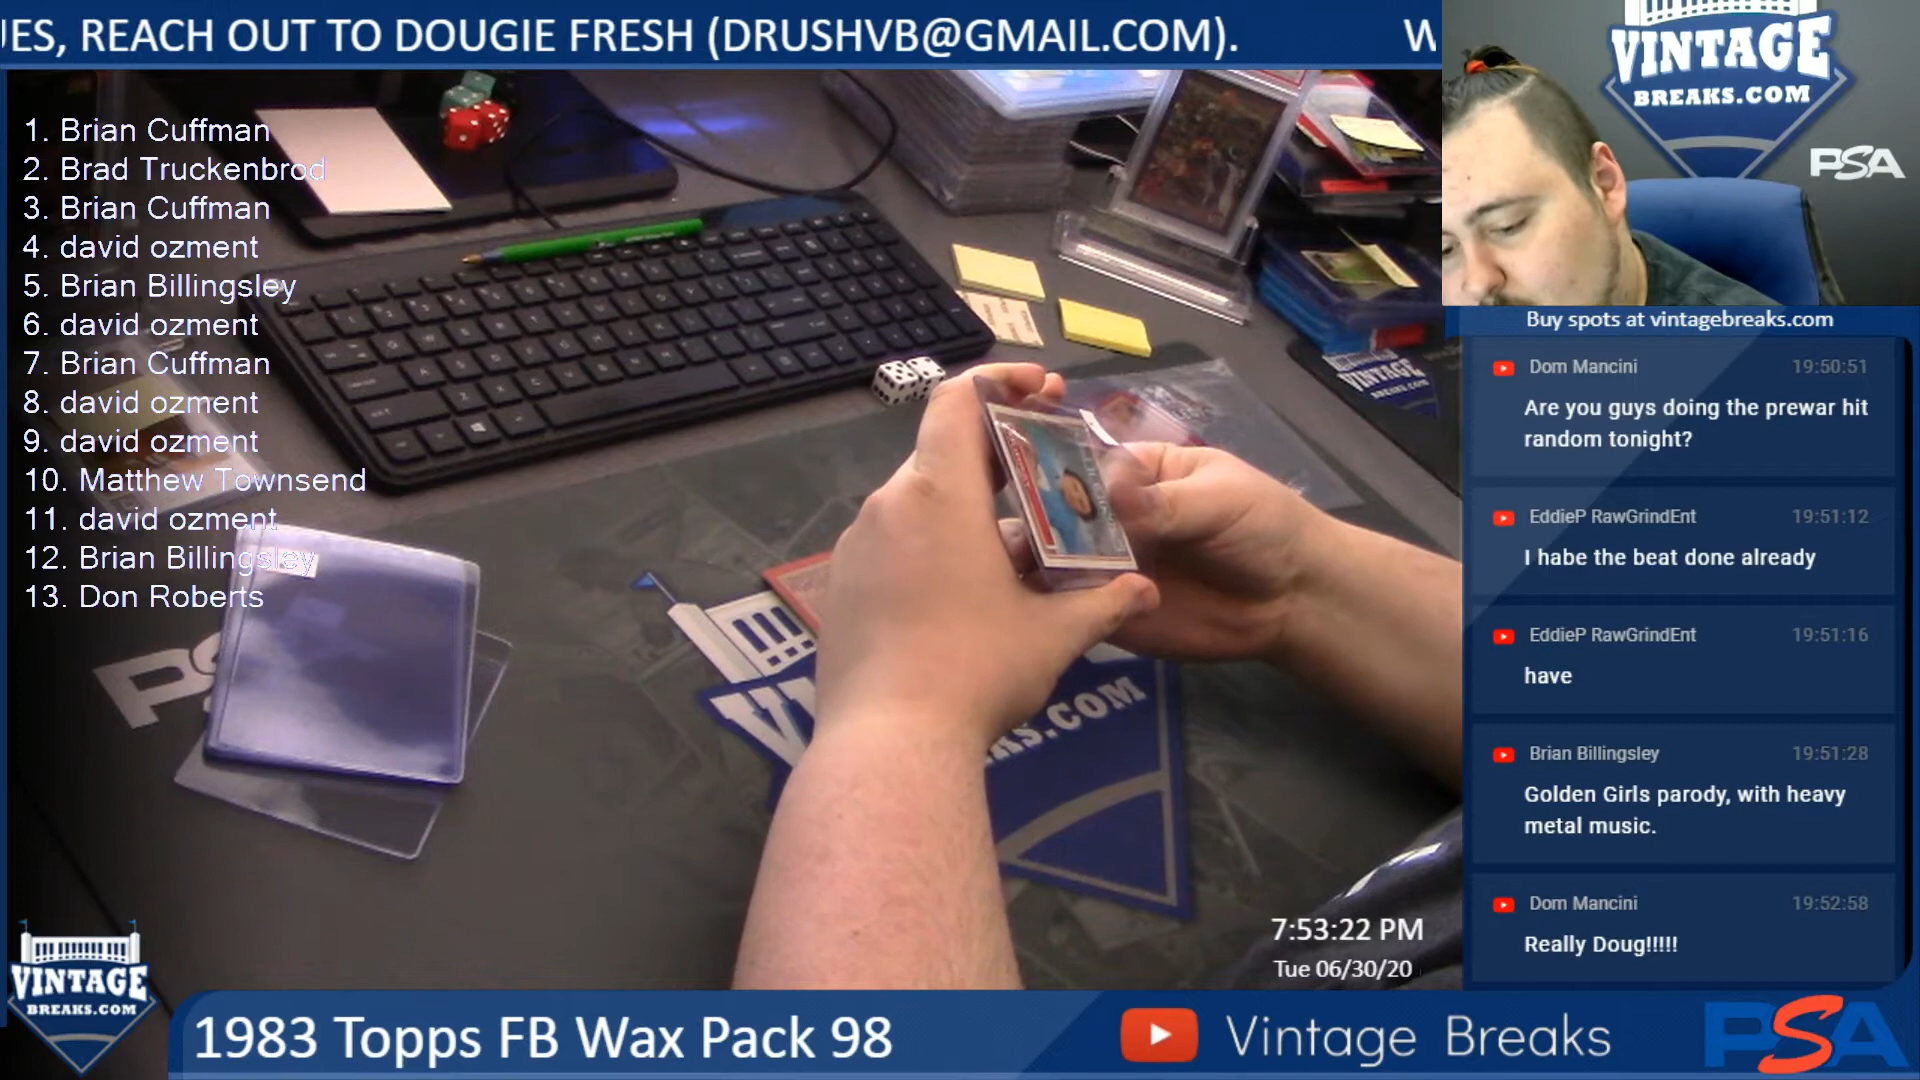 UES, REACH OUT TO DOUGIE FRESH (DRUSHVB@GMAIL.COM). W
1. Brian Cuffman
2. Brad Truckenbrod
3. Brian Cuffman
4. david ozment
5. Brian Billingsley
6. david ozment
7. Brian Cuffman
8. david ozment
9. david ozment
10. Matthew Townsend
11. david ozment
12. Brian Billingsley
13. Don Roberts
VINTAGE
BREAKS.COM
PSA
Buy spots at vintagebreaks.com
Dom Mancini 19:50:51
Are you guys doing the prewar hit
random tonight?
EddieP RawGrindEnt 19:51:12
I habe the beat done already
EddieP RawGrindEnt 19:51:16
have
Brian Billingsley 19:51:28
Golden Girls parody, with heavy
metal music.
Dom Mancini 19:52:58
Really Doug!!!!!
VINTAGE
.COM
7:53:22 PM
Tue 06/30/20
VINTAGE
BREAKS.COM
1983 Topps FB Wax Pack 98
Vintage Breaks
PSA